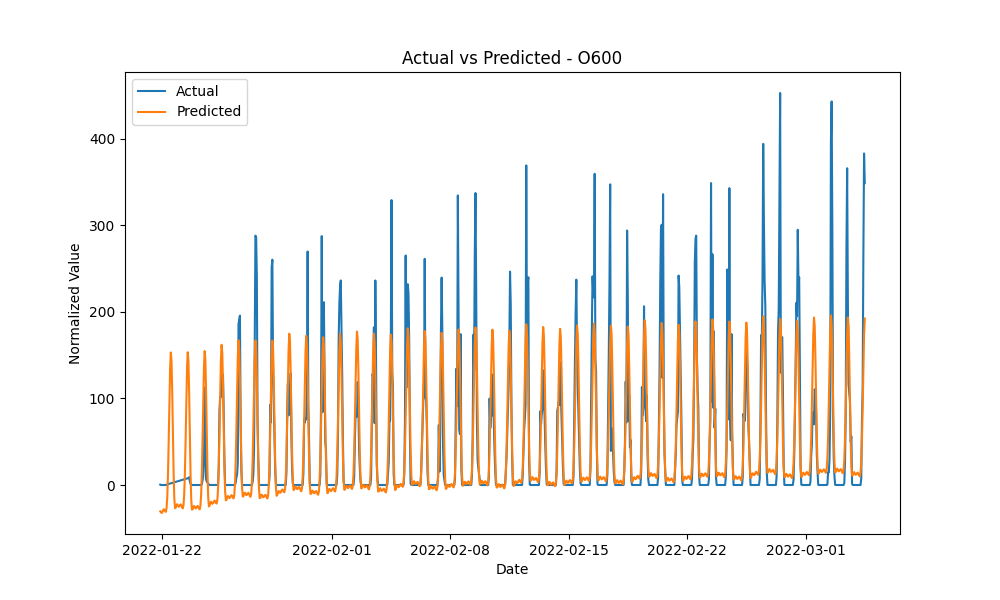 Actual vs Predicted - O600
Actual
Predicted
Normalized Value
400
300
200
100
0
2022-01-22
2022-02-01
2022-02-08
2022-02-15
2022-02-22
2022-03-01
Date